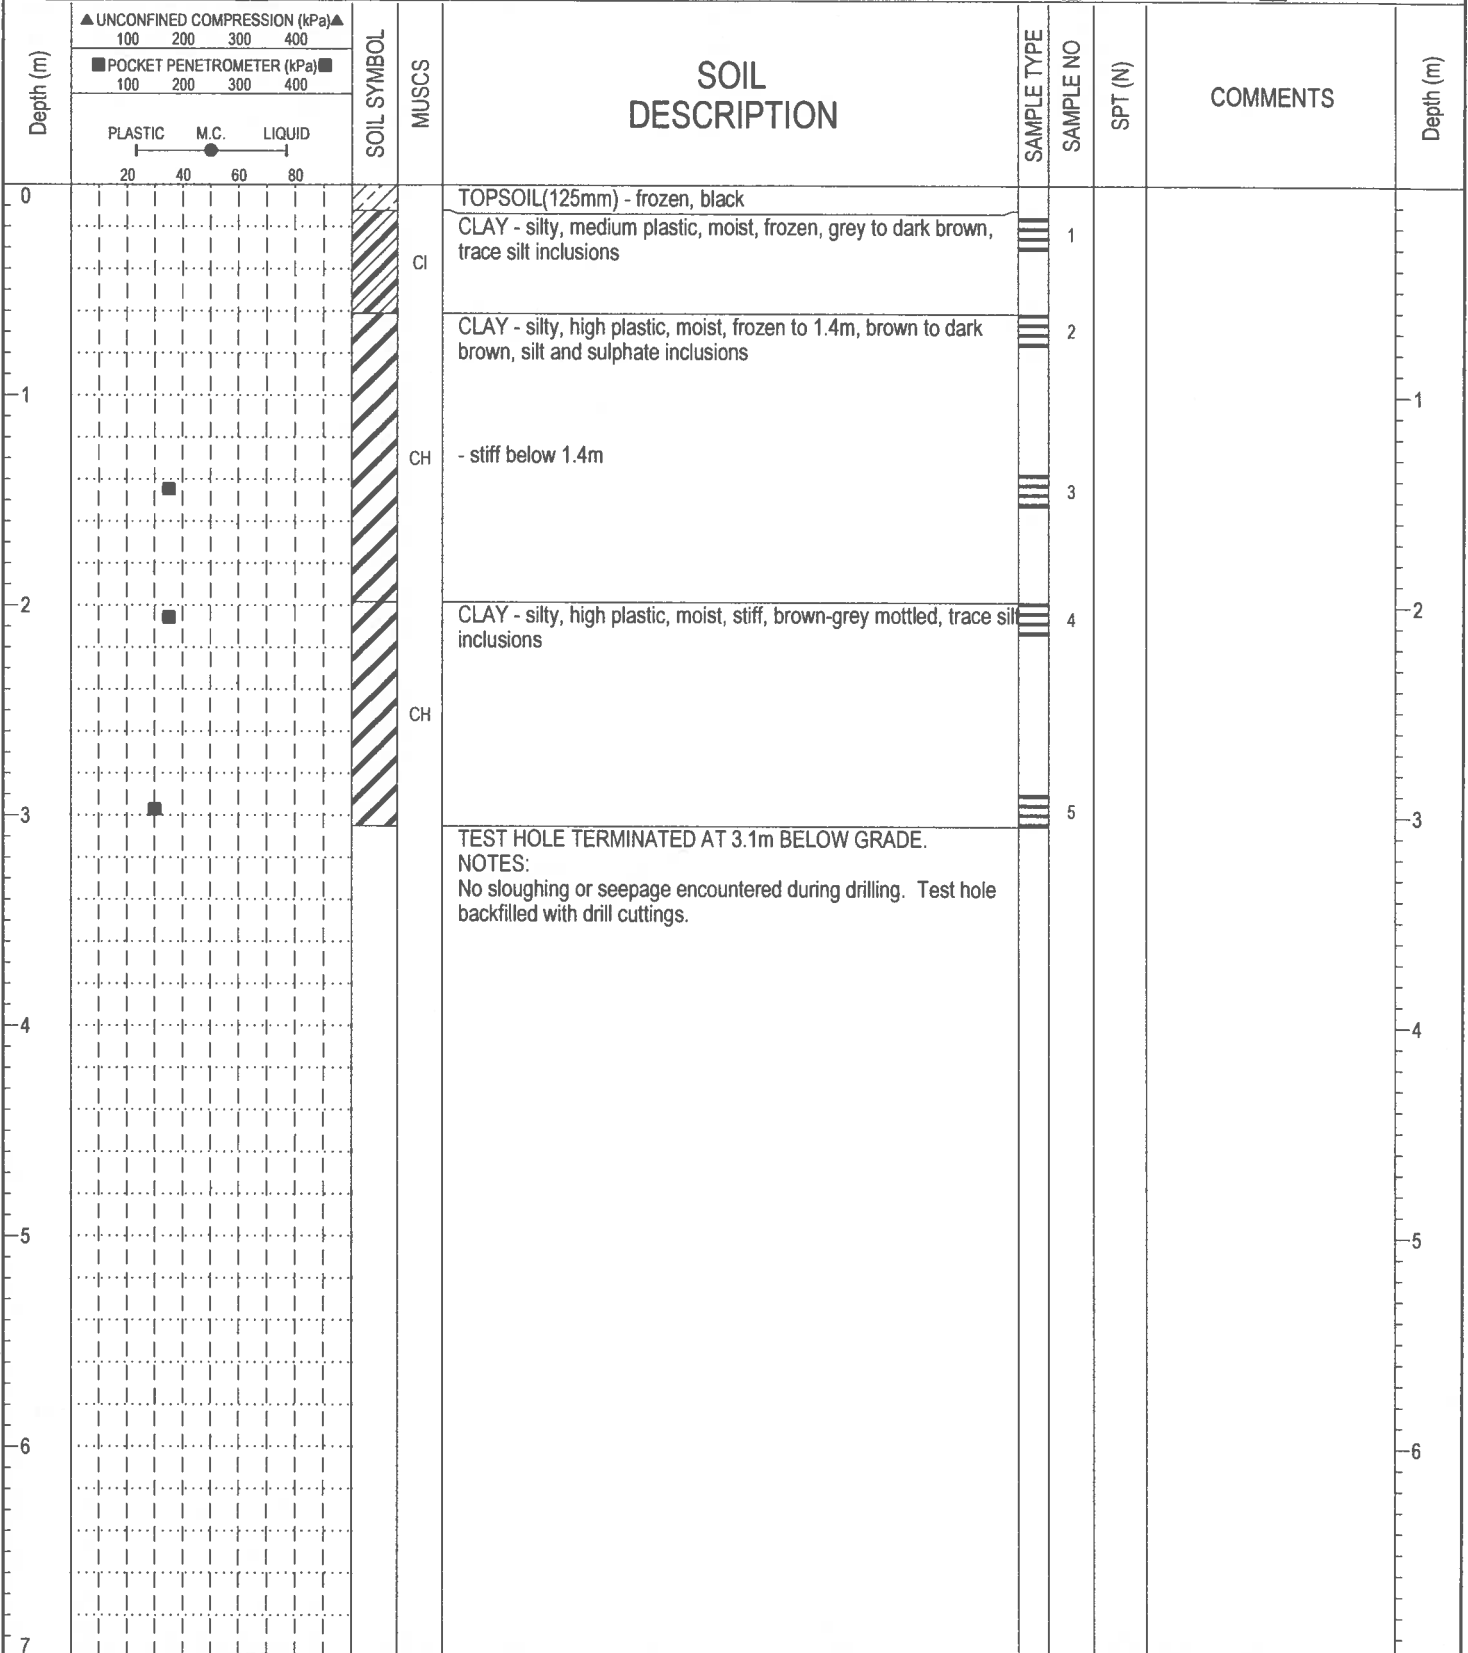 ▲UNCONFINED COMPRESSION (kPa)▲
100 200 300 400
■POCKET PENETROMETER (kPa)■
100 200 300 400
PLASTIC M.C. LIQUID
20 40 60 80
Depth (m)
SOIL SYMBOL
MUSCS
SOIL
DESCRIPTION
SAMPLE TYPE
SAMPLE NO
SPT (N)
COMMENTS
Depth (m)
0
TOPSOIL(125mm) - frozen, black
CLAY - silty, medium plastic, moist, frozen, grey to dark brown,
trace silt inclusions
1
CI
CLAY - silty, high plastic, moist, frozen to 1.4m, brown to dark
brown, silt and sulphate inclusions
2
1
1
CH
- stiff below 1.4m
3
2
CLAY - silty, high plastic, moist, stiff, brown-grey mottled, trace silt
inclusions
4
2
CH
3
5
3
TEST HOLE TERMINATED AT 3.1m BELOW GRADE.
NOTES:
No sloughing or seepage encountered during drilling. Test hole
backfilled with drill cuttings.
4
4
5
5
6
6
7